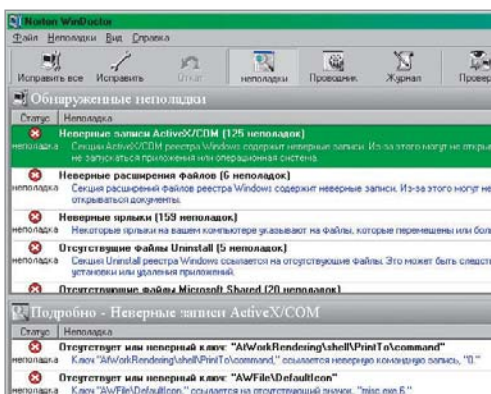 Norton WinDoctor
Файл Неполадки Вид Справка
Исправить все Исправить Откат неполадки Проводник Журнал
Обнаруженные неполадки
Статус Неполадка
Неверные записи ActiveX/COM (125 неполадок)
неполадка Секция ActiveX/COM реестра Windows содержит неверные записи. Из-за этого могут не
не запускаться приложения или операционная система.
Неверные расширения файлов (6 неполадок)
неполадка Секция расширений файлов реестра Windows содержит неверные записи. Из-за этого могут не
открываться документы.
Неверные ярлыки (159 неполадок)
неполадка Некоторые ярлыки на вашем компьютере указывают на файлы, которые перемещены или
Отсутствующие файлы Uninstall (5 неполадок)
неполадка Секция Uninstall реестра Windows ссылается на отсутствующие файлы. Это может быть
установки или удаления приложений.
Отсутствующие файлы Microsoft Shared (20 неполадок)
Подробно - Неверные записи ActiveX/COM
Статус Неполадка
Отсутствует или неверный ключ: "AtWorkRendering\shell\PrintTo\command"
неполадка Ключ "AtWorkRendering\shell\PrintTo\command," ссылается неверную командную запись, "0."
Отсутствует или неверный ключ: "AWFile\DefaultIcon"
неполадка Ключ "AWFile\DefaultIcon," ссылается на отсутствующий значок, "misc.exe,6."